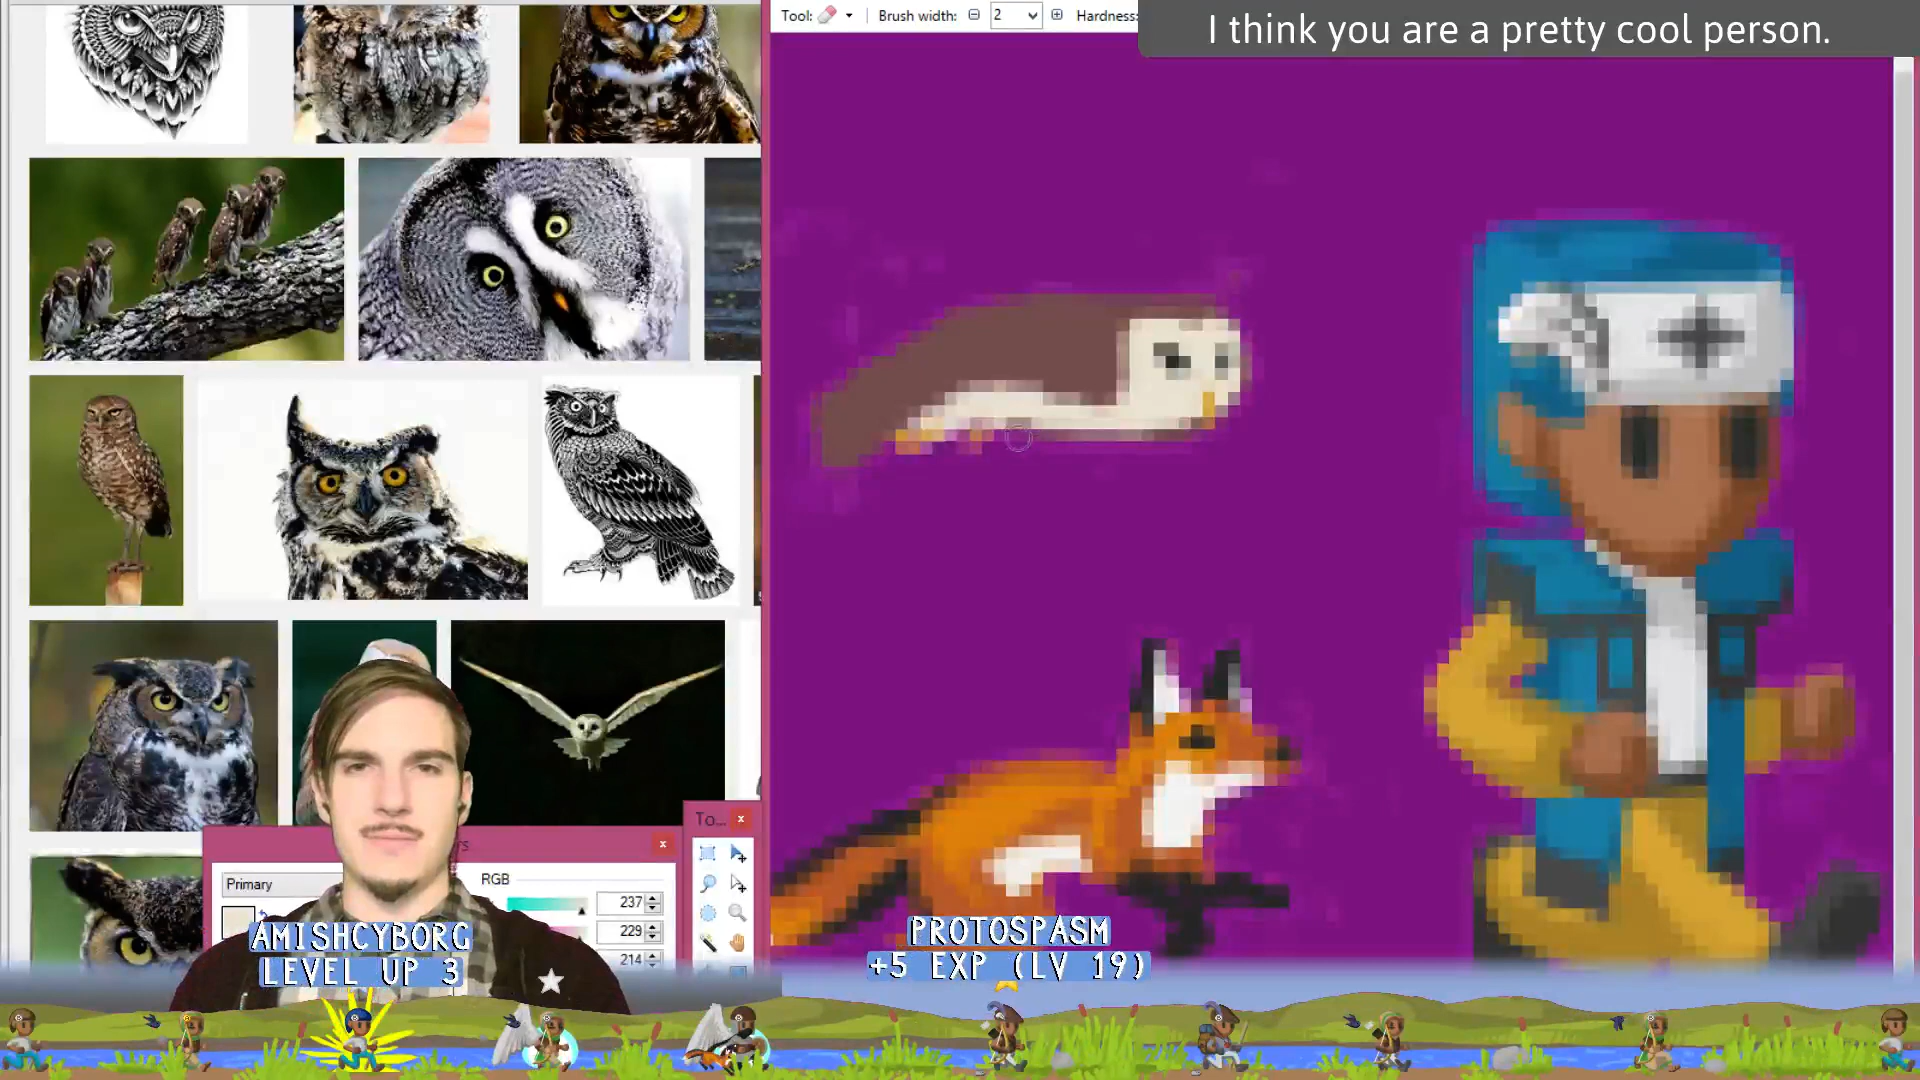 Tool:
Brush width:
2
Hardness:
I think you are a pretty cool person.
To...
rs
Primary
RGB
237
229
214
AMISHCYBORG
LEVEL UP 3
PROTOSPASM
+5 EXP (LV 19)